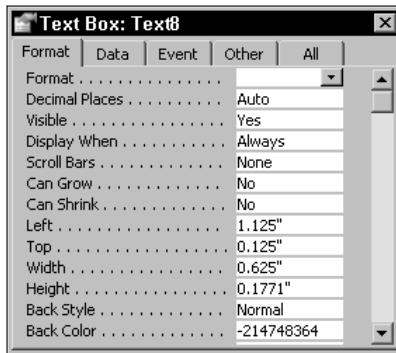 Text Box: Text8
Format Data Event Other All
Format . . . . . . . . . . . . . . .
Decimal Places . . . . . . . . . . Auto
Visible . . . . . . . . . . . . . . . . Yes
Display When . . . . . . . . . . . Always
Scroll Bars . . . . . . . . . . . . . None
Can Grow . . . . . . . . . . . . . No
Can Shrink . . . . . . . . . . . . . No
Left . . . . . . . . . . . . . . . . . . 1.125"
Top . . . . . . . . . . . . . . . . . . 0.125"
Width . . . . . . . . . . . . . . . . 0.625"
Height . . . . . . . . . . . . . . . . 0.1771"
Back Style . . . . . . . . . . . . . Normal
Back Color . . . . . . . . . . . . . -214748364